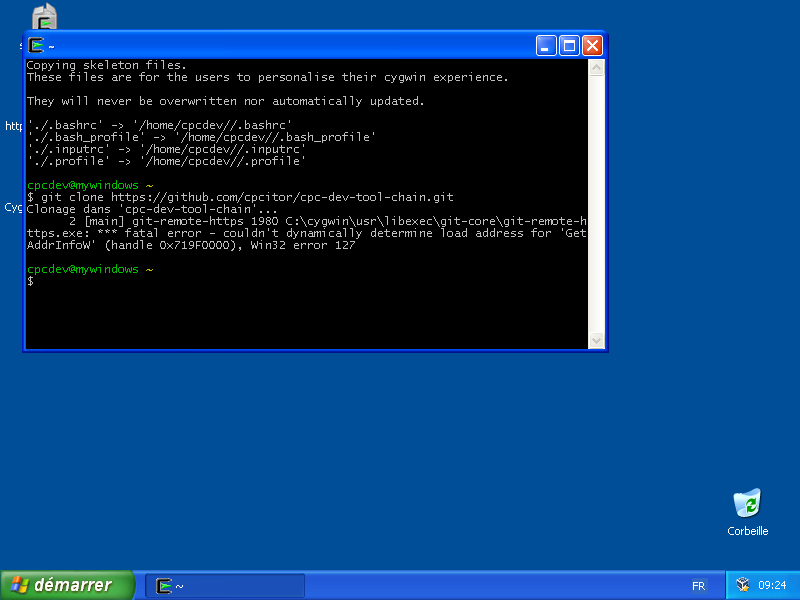 ~
Copying skeleton files.
These files are for the users to personalise their cygwin experience.
They will never be overwritten nor automatically updated.
'./.bashrc' -> '/home/cpcdev//.bashrc'
'./.bash_profile' -> '/home/cpcdev//.bash_profile'
'./.inputrc' -> '/home/cpcdev//.inputrc'
'./.profile' -> '/home/cpcdev//.profile'
cpcdev@mywindows ~
$ git clone https://github.com/cpcitor/cpc-dev-tool-chain.git
Clonage dans 'cpc-dev-tool-chain'...
      2 [main] git-remote-https 1980 C:\cygwin\usr\libexec\git-core\git-remote-h
ttps.exe: *** fatal error - couldn't dynamically determine load address for 'Get
AddrInfoW' (handle 0x719F0000), Win32 error 127
cpcdev@mywindows ~
$
http
Cyg
Corbeille
démarrer
~
FR
09:24